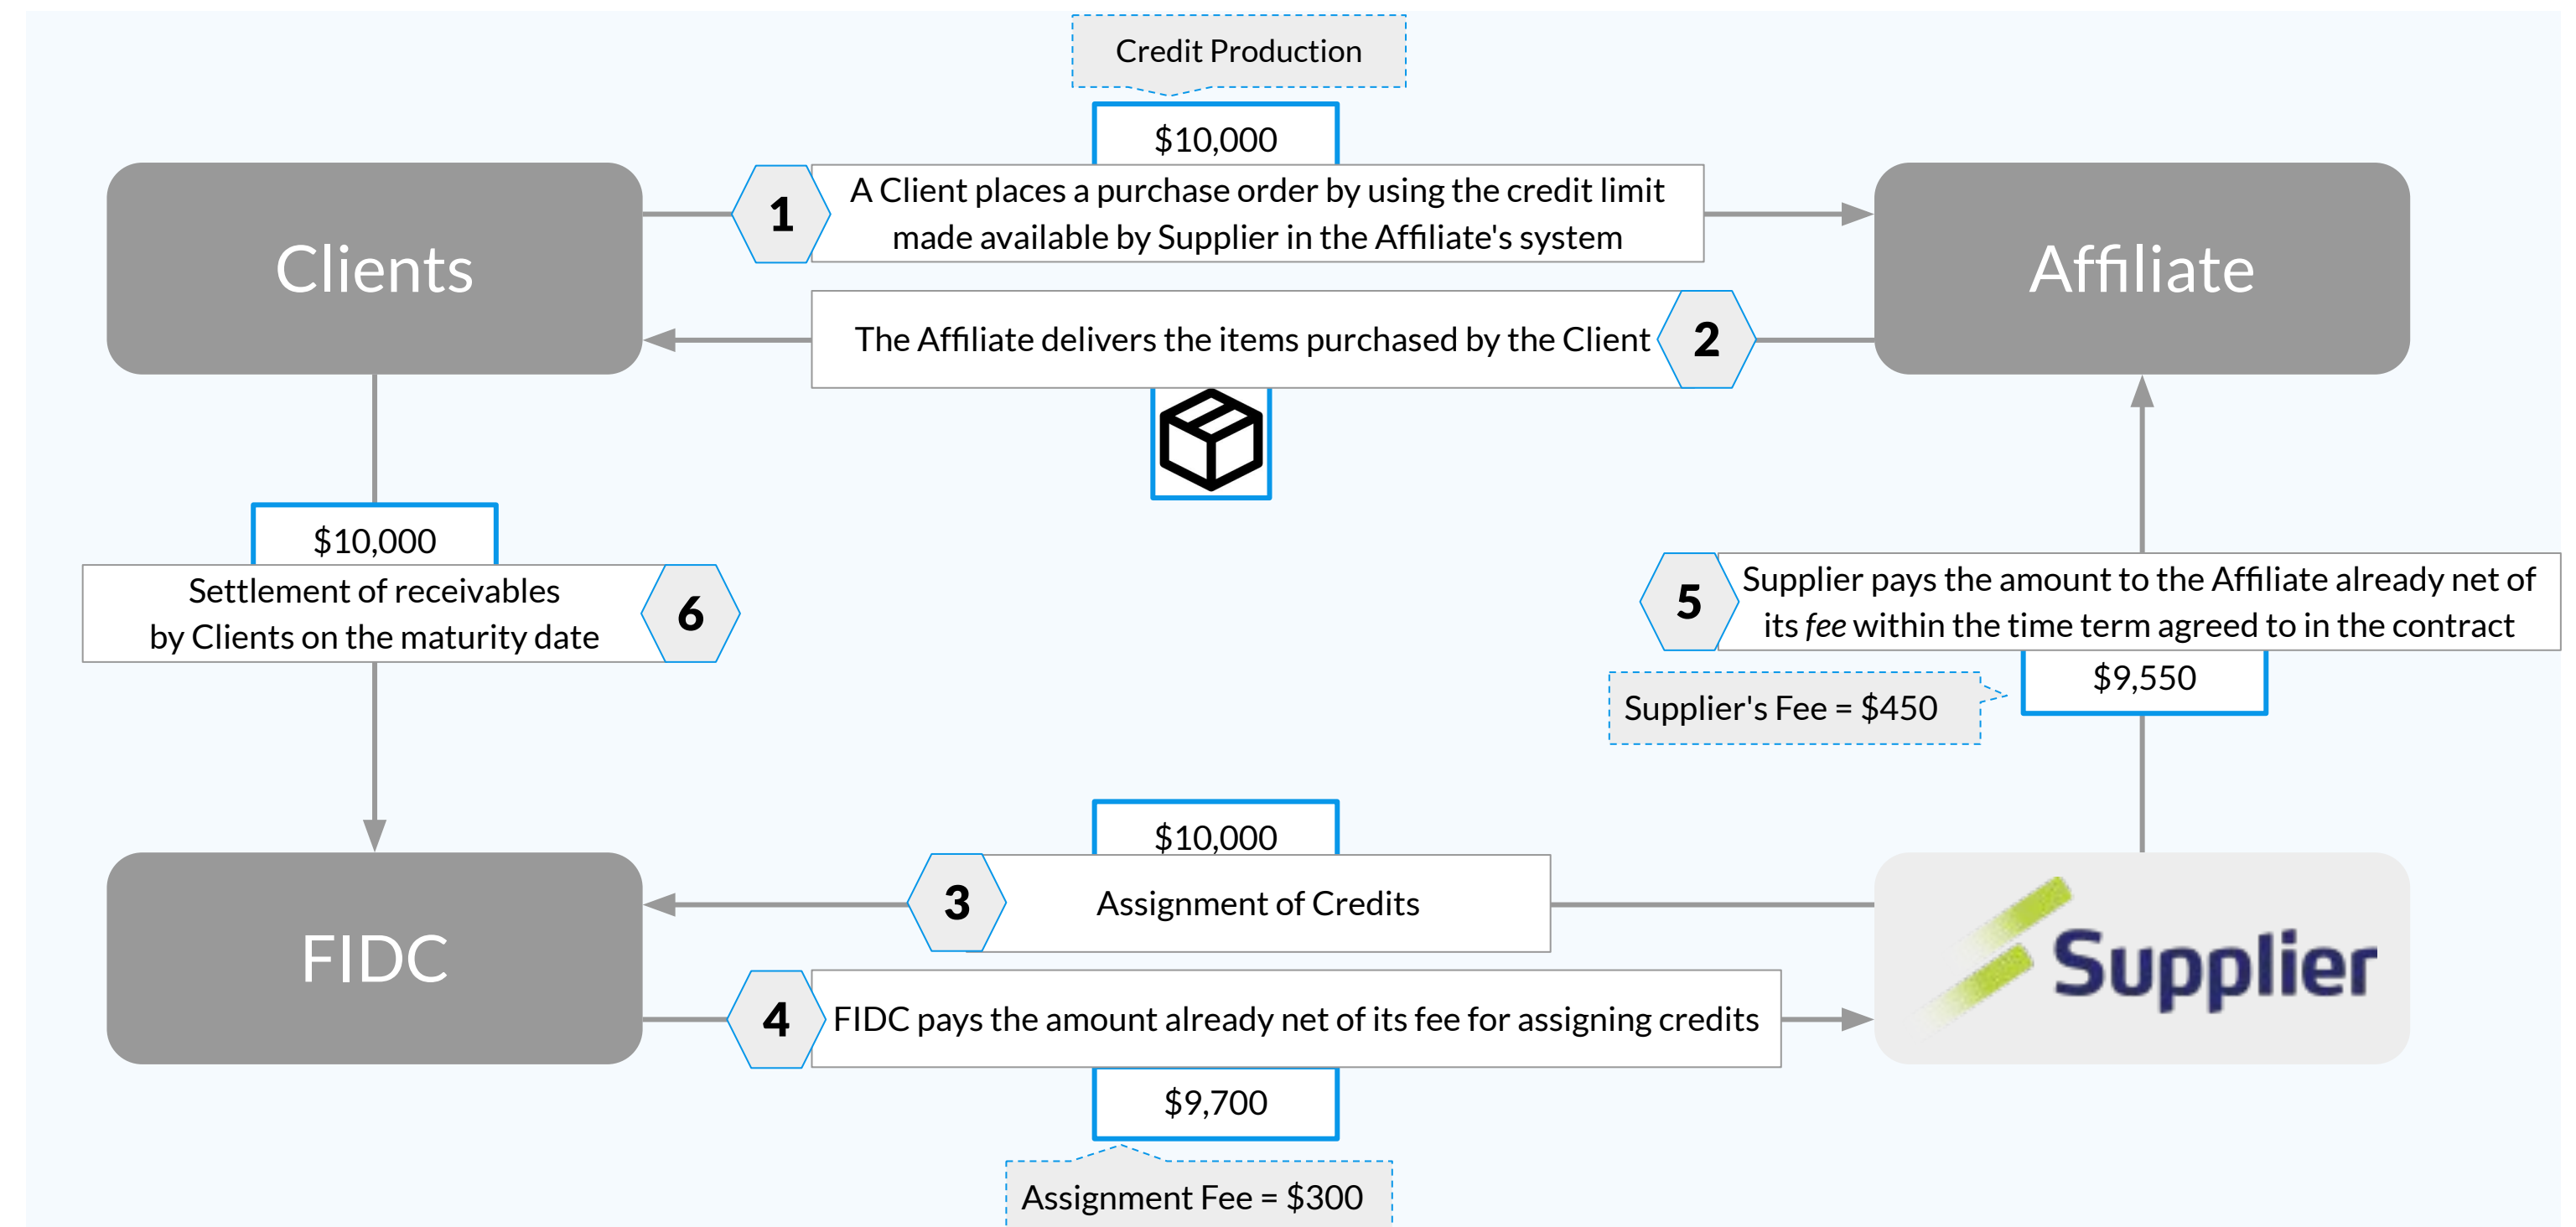 Credit Production
$10,000
Clients
1
A Client places a purchase order by using the credit limit
made available by Supplier in the Affiliate's system
Affiliate
The Affiliate delivers the items purchased by the Client
2
$10,000
Settlement of receivables
by Clients on the maturity date
6
5
Supplier pays the amount to the Affiliate already net of
its fee within the time term agreed to in the contract
$9,550
Supplier's Fee = $450
$10,000
3
Assignment of Credits
FIDC
Supplier
4
FIDC pays the amount already net of its fee for assigning credits
$9,700
Assignment Fee = $300